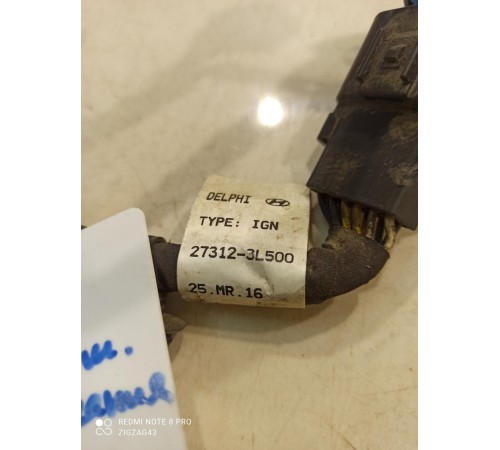 DELPHI
TYPE: IGN
27312-3L500
25.MR.16
REDMI NOTE 8 PRO
ZIGZAG43